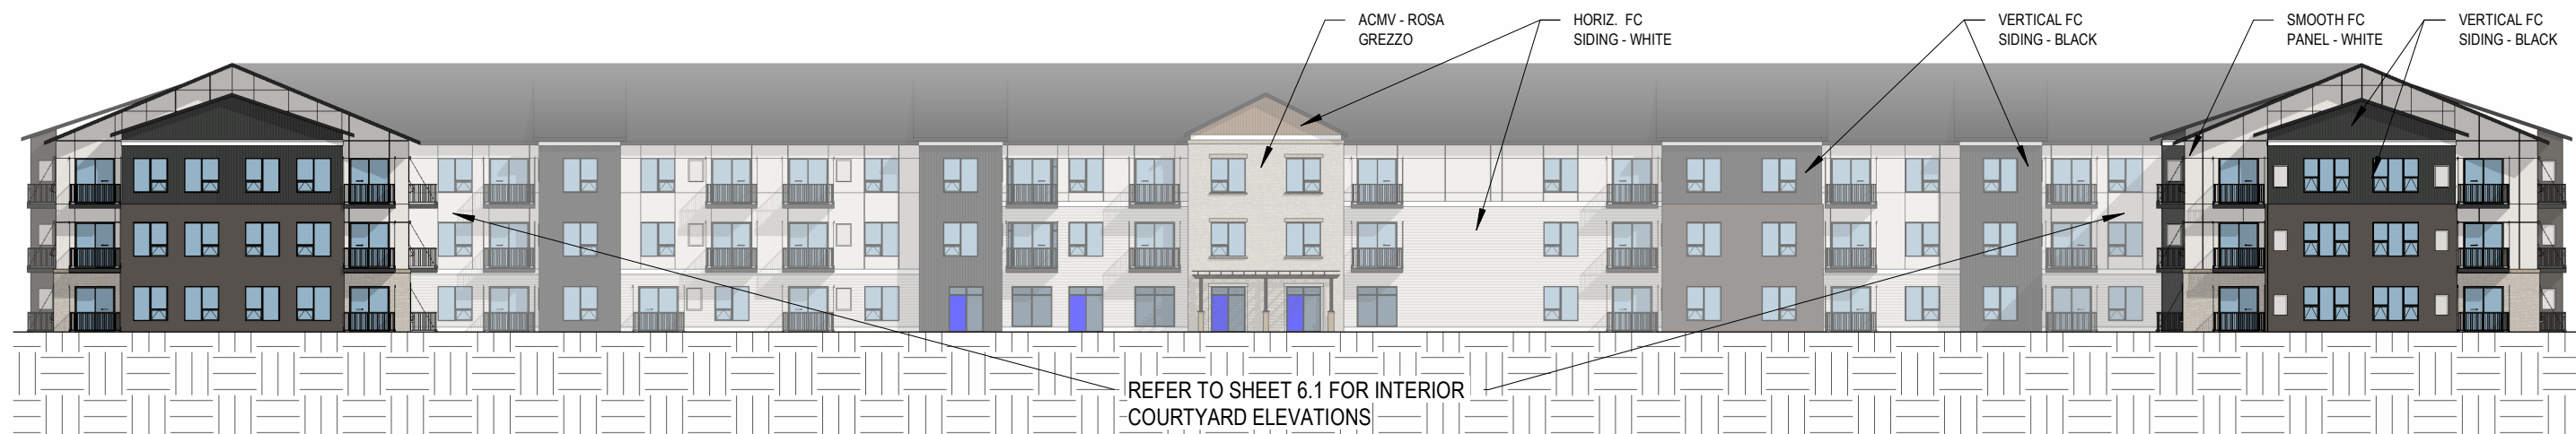 ACMV - ROSA
GREZZO
HORIZ. FC
SIDING - WHITE
VERTICAL FC
SIDING - BLACK
SMOOTH FC
PANEL - WHITE
VERTICAL FC
SIDING - BLACK
REFER TO SHEET 6.1 FOR INTERIOR
COURTYARD ELEVATIONS